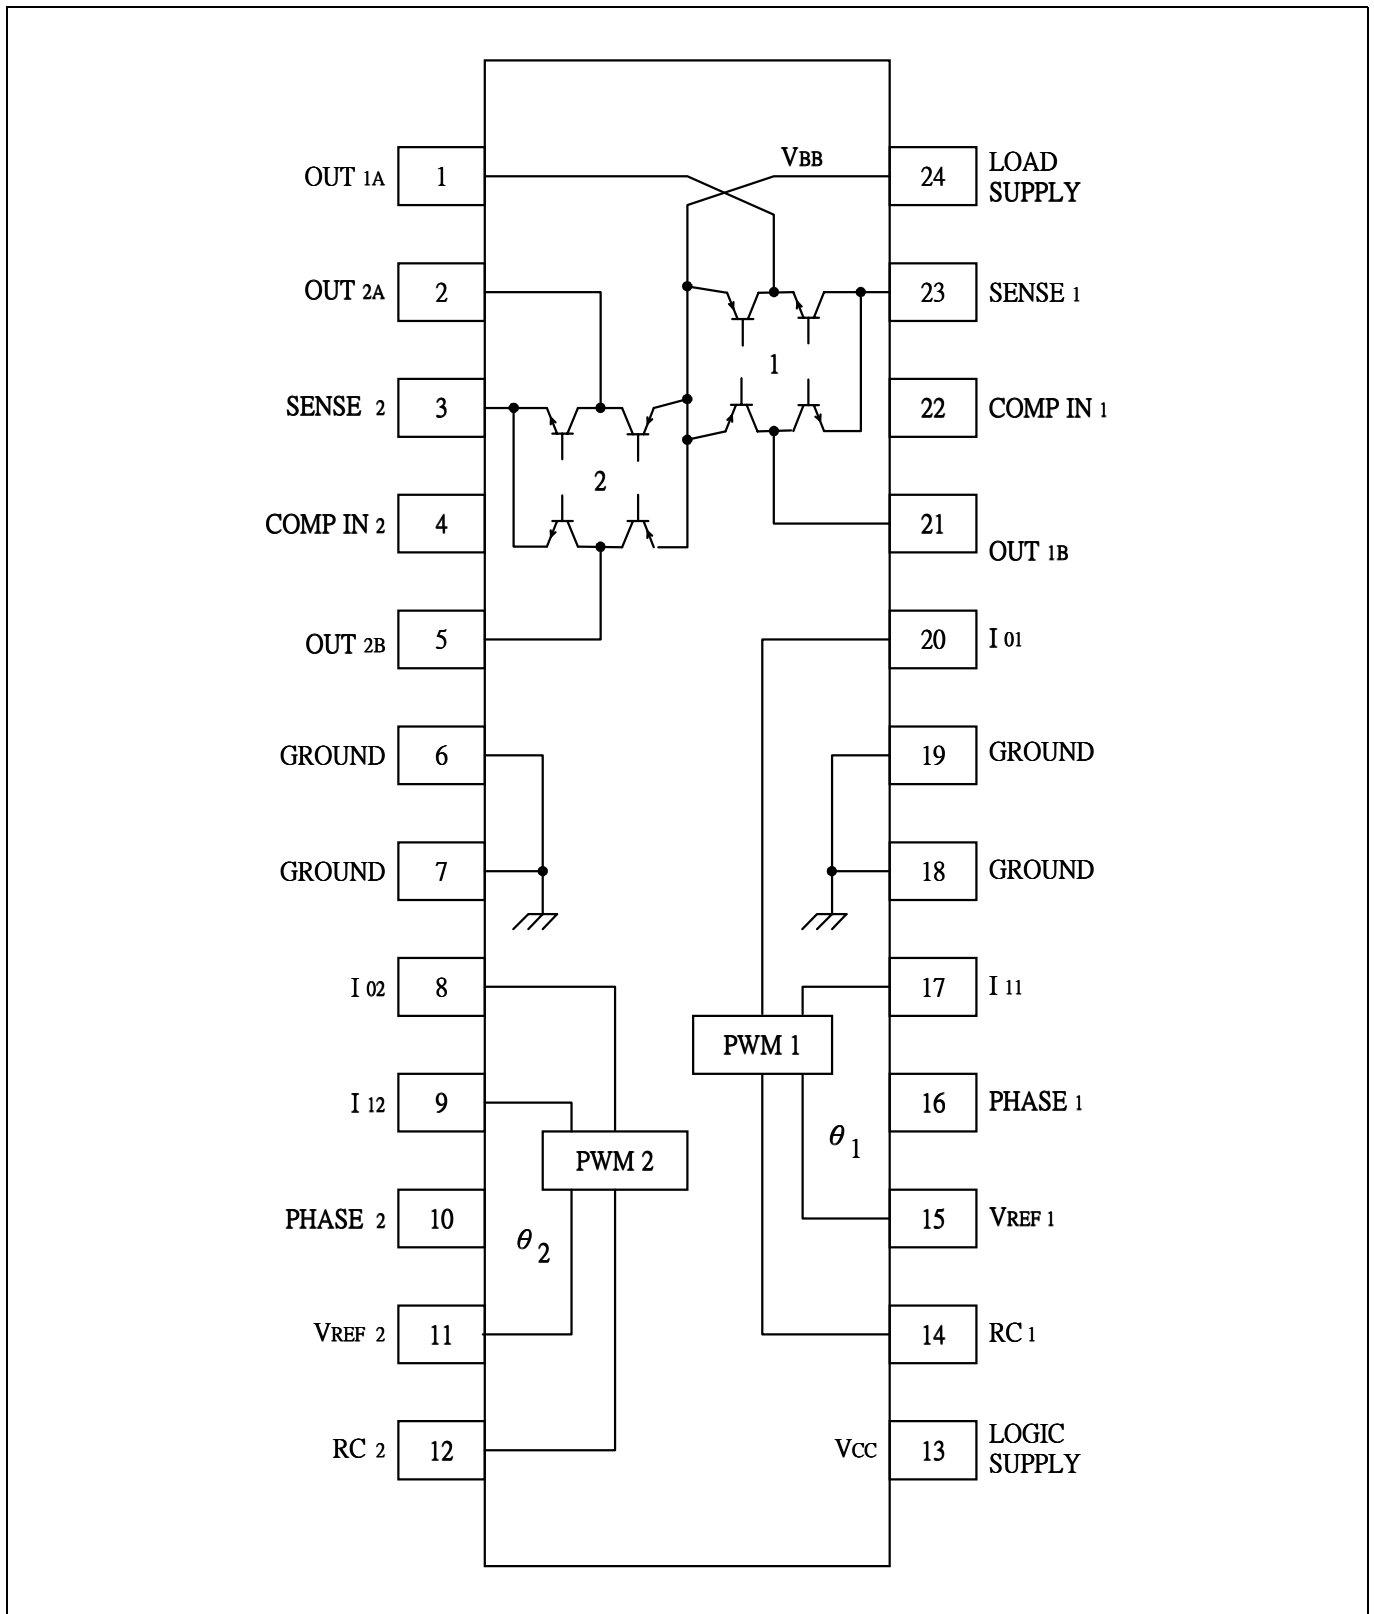 VBB
OUT 1A 1
24 LOAD
SUPPLY
OUT 2A 2
23 SENSE 1
1
SENSE 2 3
22 COMP IN 1
2
COMP IN 2 4
21
OUT 1B
OUT 2B 5
20 I 01
GROUND 6
19 GROUND
GROUND 7
18 GROUND
I 02 8
17 I 11
PWM 1
I 12 9
16 PHASE 1
θ 1
PWM 2
PHASE 2 10
15 VREF 1
θ 2
VREF 2 11
14 RC 1
RC 2 12
VCC 13 LOGIC
SUPPLY